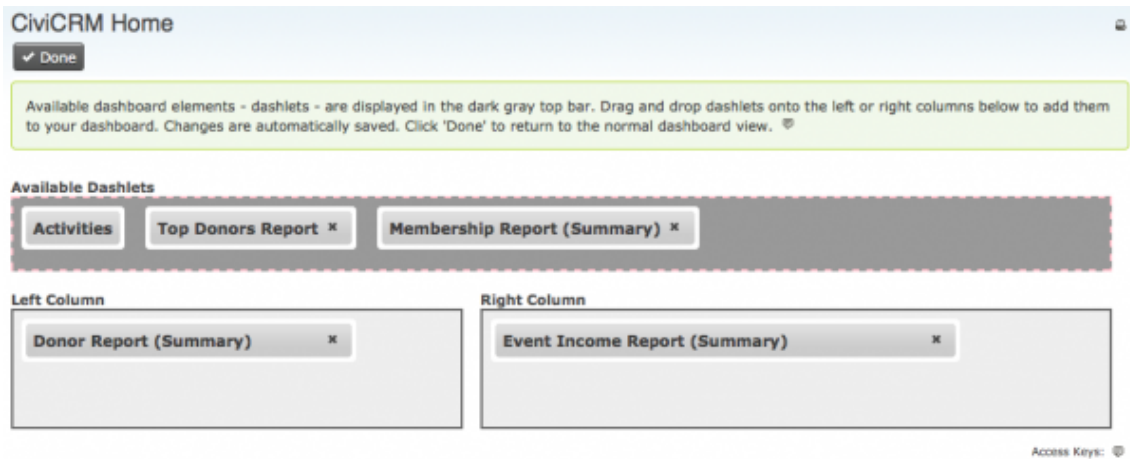 CiviCRM Home
✔ Done
Available dashboard elements - dashlets - are displayed in the dark gray top bar. Drag and drop dashlets onto the left or right columns below to add them
to your dashboard. Changes are automatically saved. Click 'Done' to return to the normal dashboard view.
Available Dashlets
Activities Top Donors Report × Membership Report (Summary) ×
Left Column Right Column
Donor Report (Summary) × Event Income Report (Summary) ×
Access Keys: